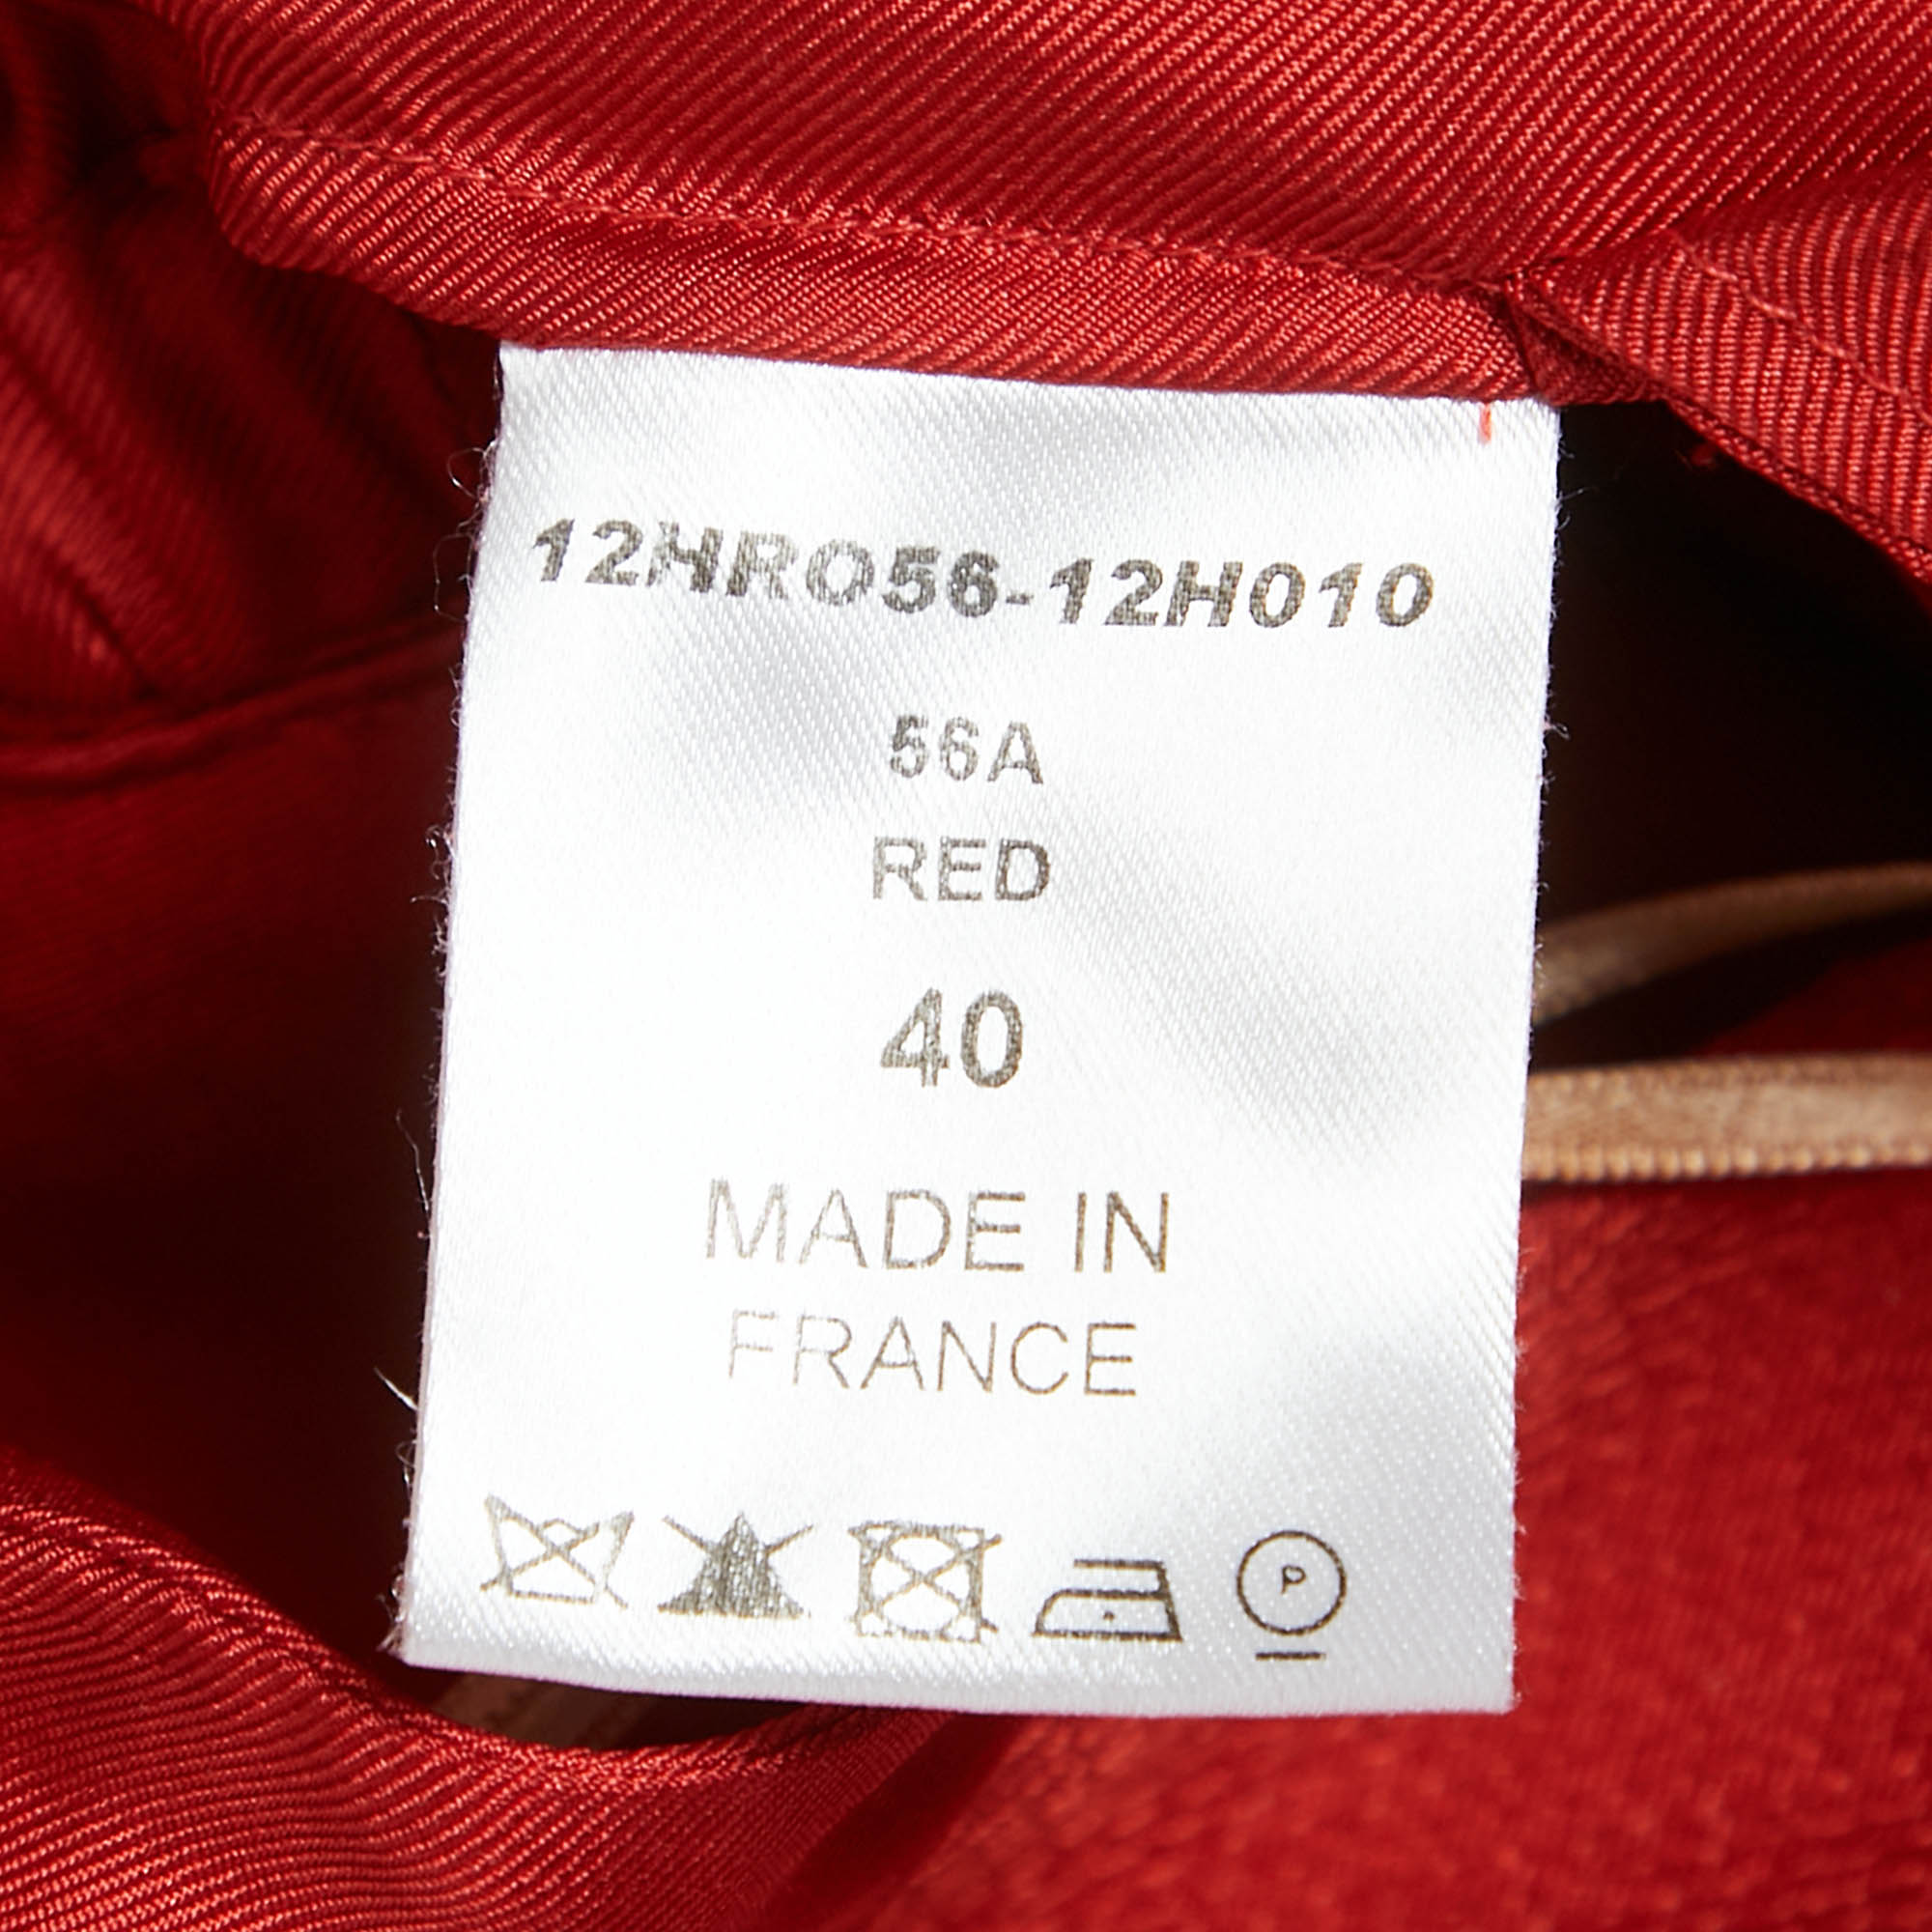 12HRO56-12H010
56A
RED
40
MADE IN
FRANCE
P